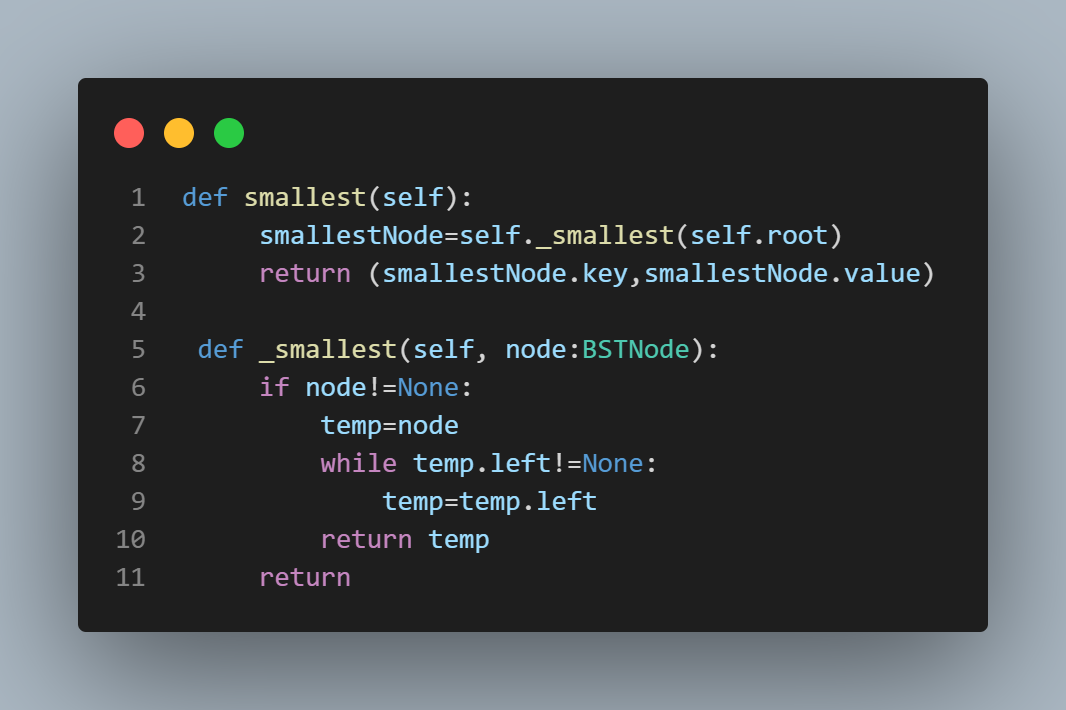 1 def smallest(self):
2 smallestNode=self._smallest(self.root)
3 return (smallestNode.key,smallestNode.value)
4
5 def _smallest(self, node:BSTNode):
6 if node!=None:
7 temp=node
8 while temp.left!=None:
9 temp=temp.left
10 return temp
11 return